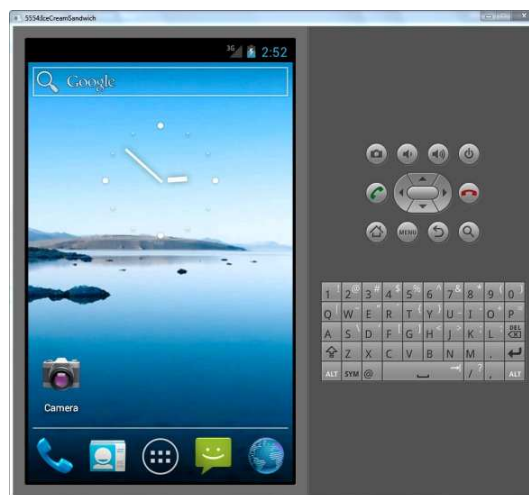 5554:IceCreamSandwich
3G 2:52
Google
Camera
MENU
1 ! 2 @ 3 # 4 $ 5 % 6 ^ 7 & 8 * 9 ( 0 )
Q W E R T Y U I O P
A S D F G H J K L DEL
Z X C V B N M .
ALT SYM @ / ? , ALT